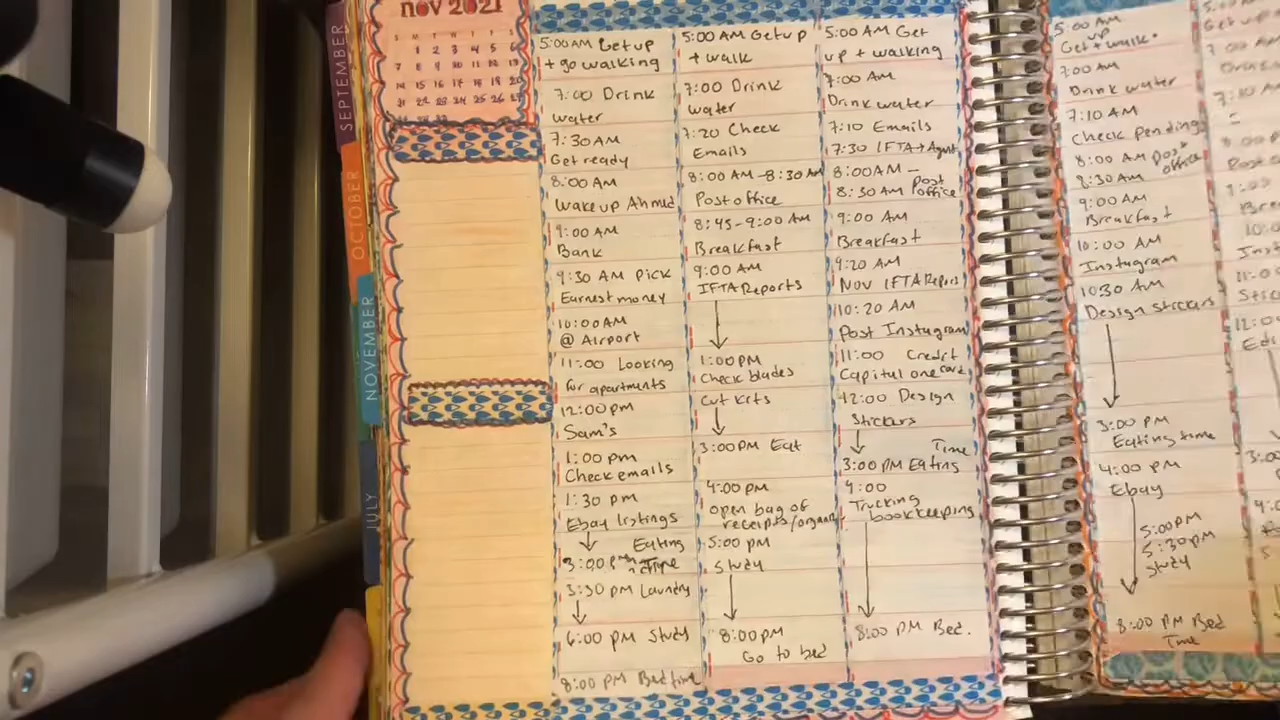 SEPTEMBER
OCTOBER
NOVEMBER
JULY
NOV 2021
5:00 AM Get up
+ go walking
7:00 Drink
water
7:30 AM
Get ready
8:00 AM
Wake up Ahmed
9:00 AM
Bank
9:30 AM Pick
Earnest money
10:00 AM
@ Airport
11:00 Looking
for apartments
12:00 pm
Sam's
1:00 pm
Check emails
1:30 pm
Ebay listings
Eating
3:00 pm Time
3:30 PM Laundry
6:00 PM Study
8:00 PM Bedtime
5:00 AM Get up
+ walk
7:00 Drink
water
7:20 Check
Emails
8:00 AM-8:30 AM
Post office
8:45-9:00 AM
Breakfast
9:00 AM
IFTA Reports
1:00 PM
Check blades
Cut kits
3:00 PM Eat
4:00 PM
open bag of
receipts/organ
5:00 PM
Study
8:00 PM
Go to bed
5:00 AM Get
up + walking
7:00 AM
Drink water
7:10 Emails
7:30 IFTA +
8:00 AM -
8:30 AM Post
office
9:00 AM
Breakfast
9:20 AM
NOV IFTA
10:20 AM
Post Instagram
11:00 Credit
Capital one card
12:00 Design
Stickers
Time
3:00 PM Eating
4:00
Trucking
bookkeeping
8:00 PM Bed.
5:00 AM
up
Get + walk.
7:00 AM
Drink water
7:10 AM
Check pending
8:00 AM Post
8:30 AM office
9:00 AM
Breakfast
10:00 AM
Instagram
10:30 AM
Design stickers
3:00 PM
Eating time
4:00 PM
Ebay
5:00 PM
5:30 PM
Study
8:00 PM Bed
Time